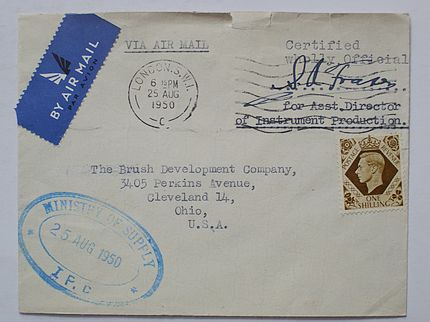 BY AIR MAIL
PAR AVION
VIA AIR MAIL
LONDON. S.W.1.
6 15PM
25 AUG
1950
C
Certified
wholly Official
for Asst. Director
of Instrument Production.
ONE
SHILLING
The Brush Development Company,
3405 Perkins Avenue,
Cleveland 14,
Ohio,
U.S.A.
MINISTRY OF SUPPLY
25 AUG 1950
I.P.C